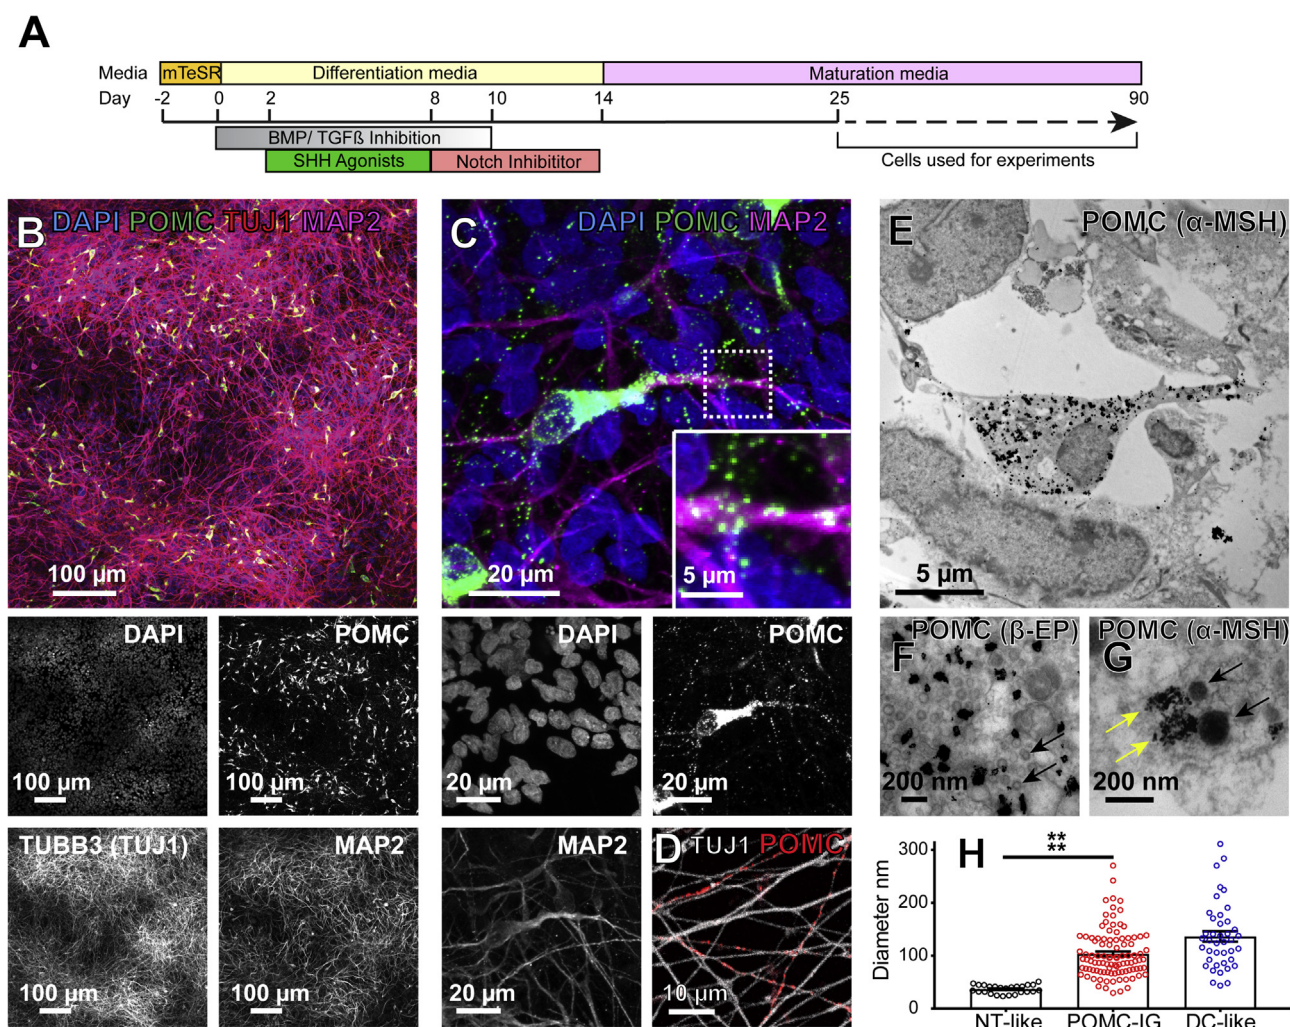 A
Media mTeSR Differentiation media Maturation media
Day -2 0 2 8 10 14 25 90
BMP/ TGFß Inhibition
SHH Agonists Notch Inhibititor
Cells used for experiments
B DAPI POMC TUJ1 MAP2
100 µm
DAPI
100 µm
POMC
100 µm
TUBB3 (TUJ1)
100 µm
MAP2
100 µm
C DAPI POMC MAP2
20 µm
5 µm
DAPI
20 µm
POMC
20 µm
MAP2
20 µm
D TUJ1 POMC
10 µm
E POMC (α-MSH)
5 µm
POMC (β-EP)
F
200 nm
POMC (α-MSH)
G
200 nm
H
**
**
Diameter nm
300
200
100
0
NT-like POMC-IG DC-like